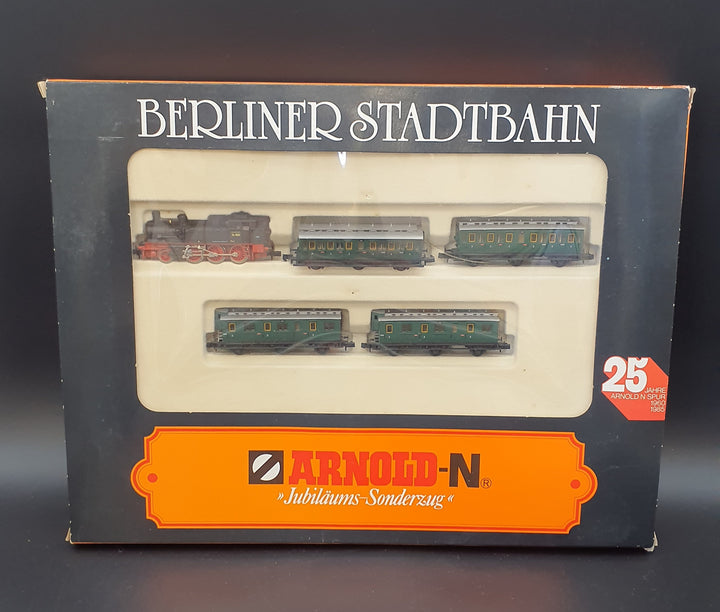 BERLINER STADTBAHN
25 JAHRE
ARNOLD N SPUR
1960
1985
ARNOLD-N®
»Jubiläums-Sonderzug«